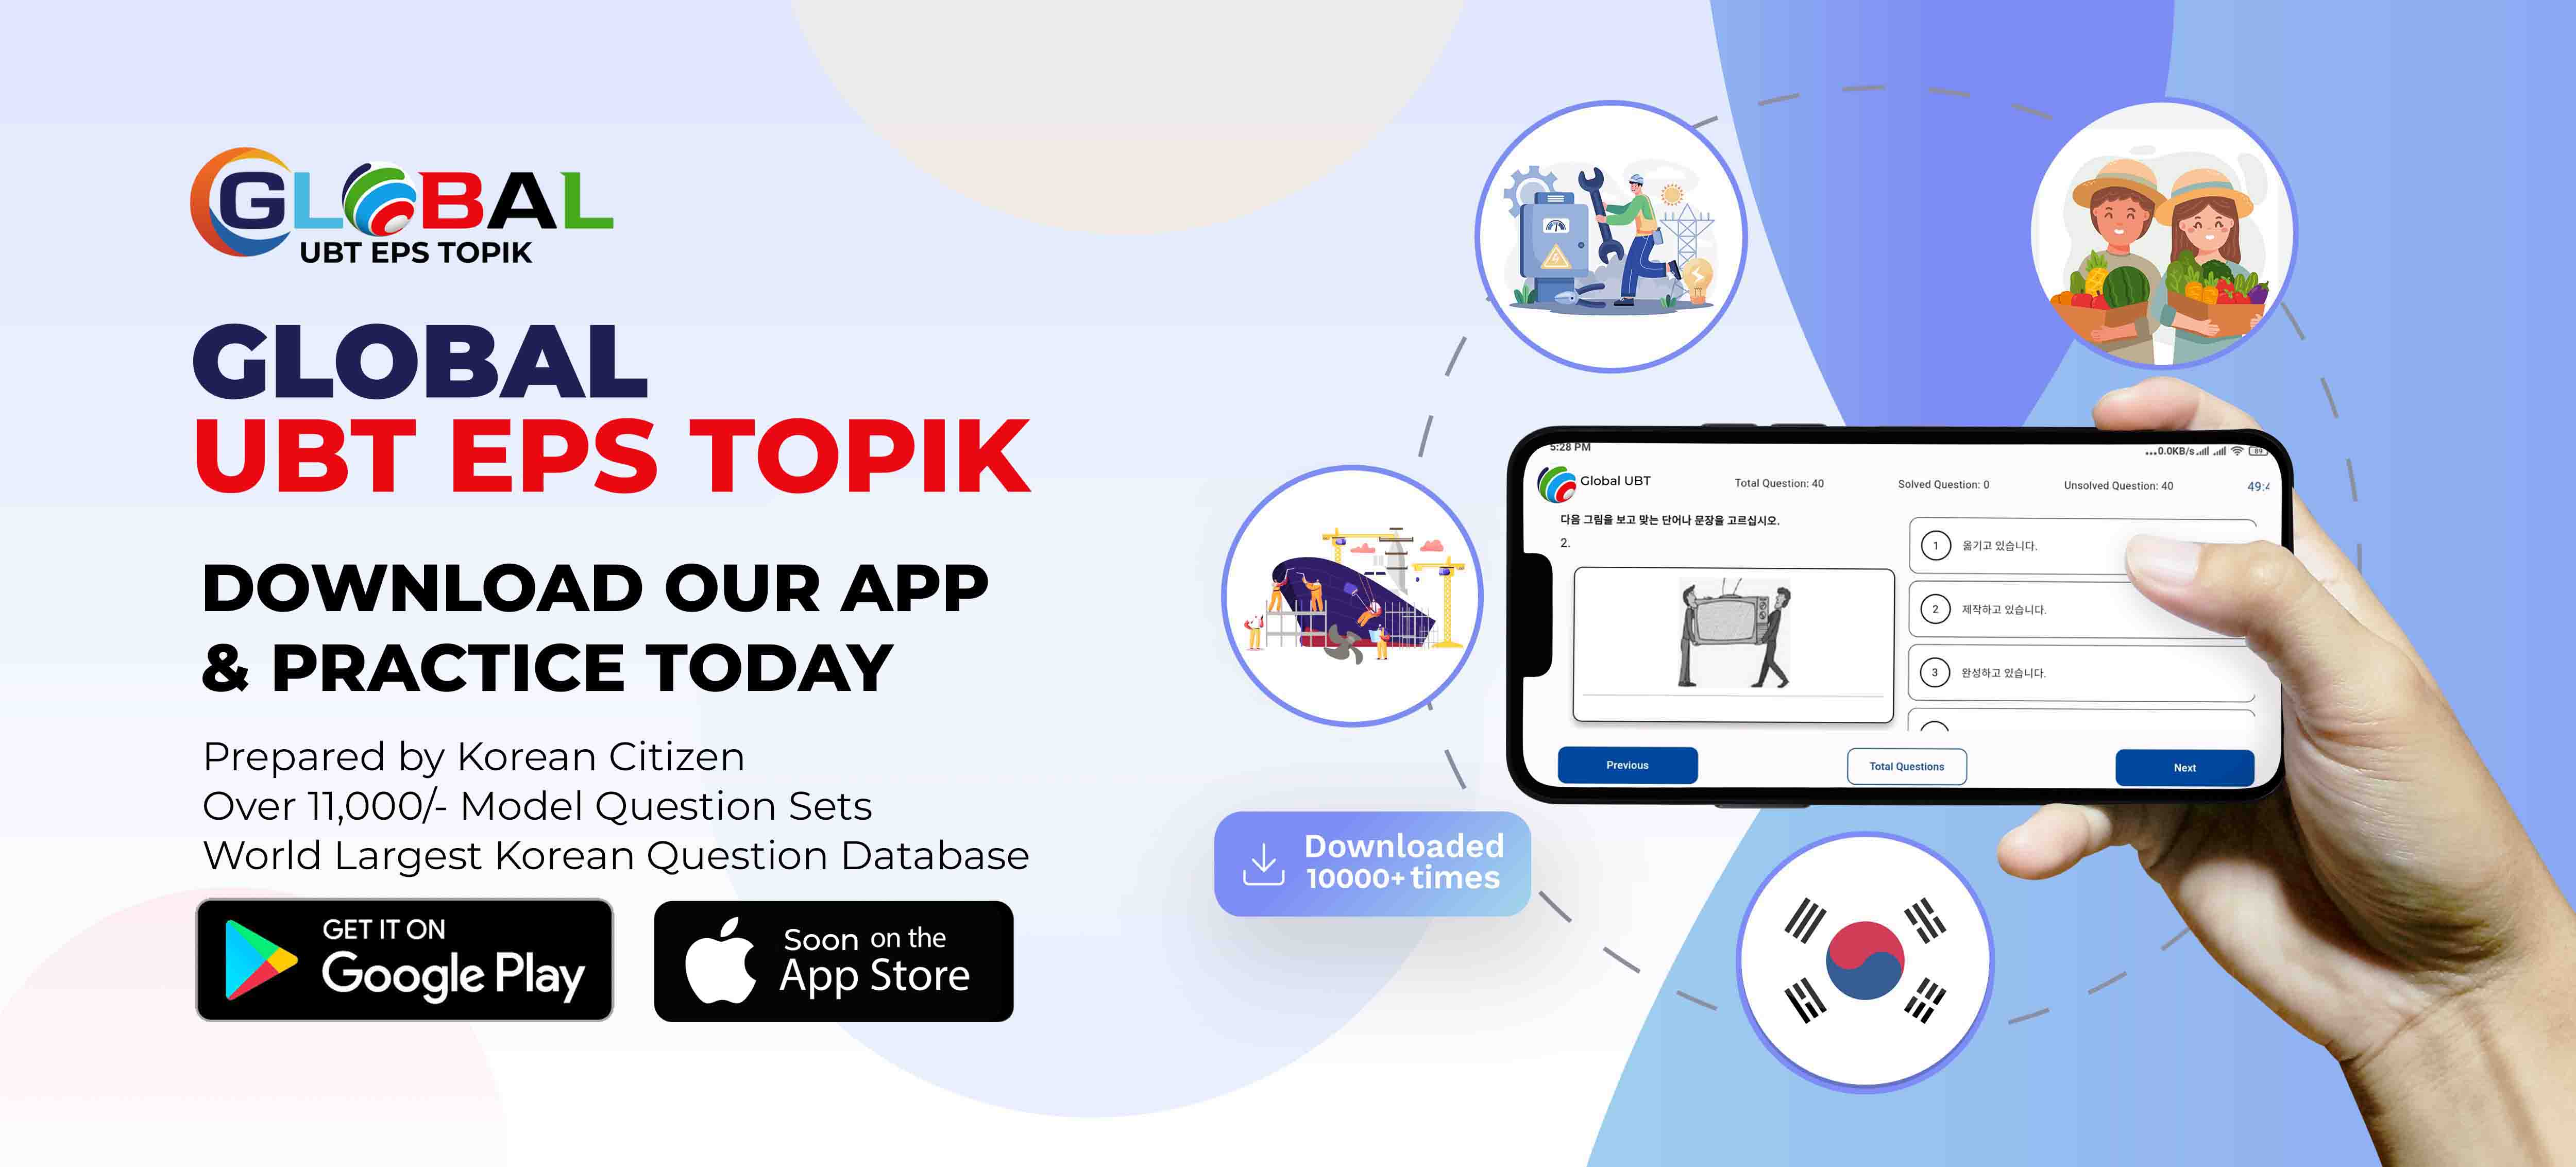 GLOBAL
UBT EPS TOPIK
GLOBAL
UBT EPS TOPIK
DOWNLOAD OUR APP
& PRACTICE TODAY
Prepared by Korean Citizen
Over 11,000/- Model Question Sets
World Largest Korean Question Database
GET IT ON
Google Play
Soon on the
App Store
Downloaded
10000+ times
5:28 PM
...0.0KB/s
89
Global UBT
Total Question: 40
Solved Question: 0
Unsolved Question: 40
49:4
다음 그림을 보고 맞는 단어나 문장을 고르십시오.
2.
1 옮기고 있습니다.
2 제작하고 있습니다.
3 완성하고 있습니다.
Previous
Total Questions
Next